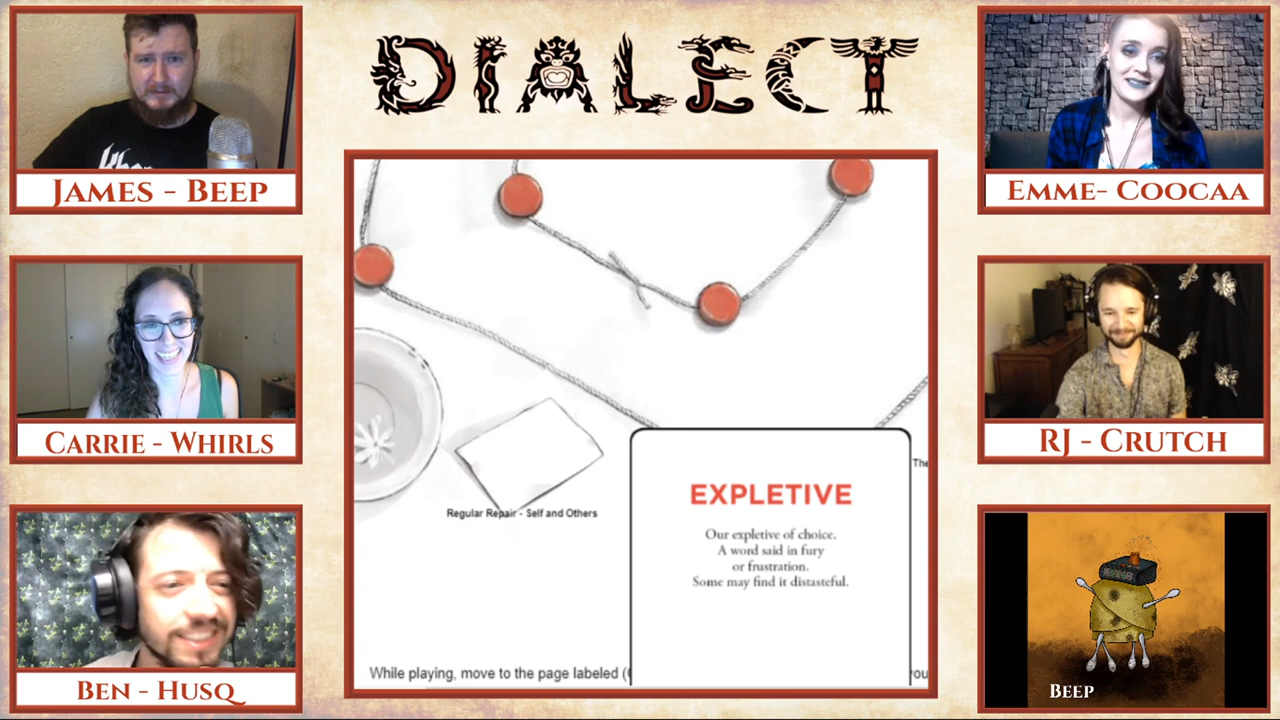 DIALECT
JAMES - BEEP
EMME- COOCAA
CARRIE - WHIRLS
RJ - CRUTCH
BEN - HUSQ
Regular Repair - Self and Others
EXPLETIVE
Our expletive of choice.
A word said in fury
or frustration.
Some may find it distasteful.
The
While playing, move to the page labeled (
BEEP